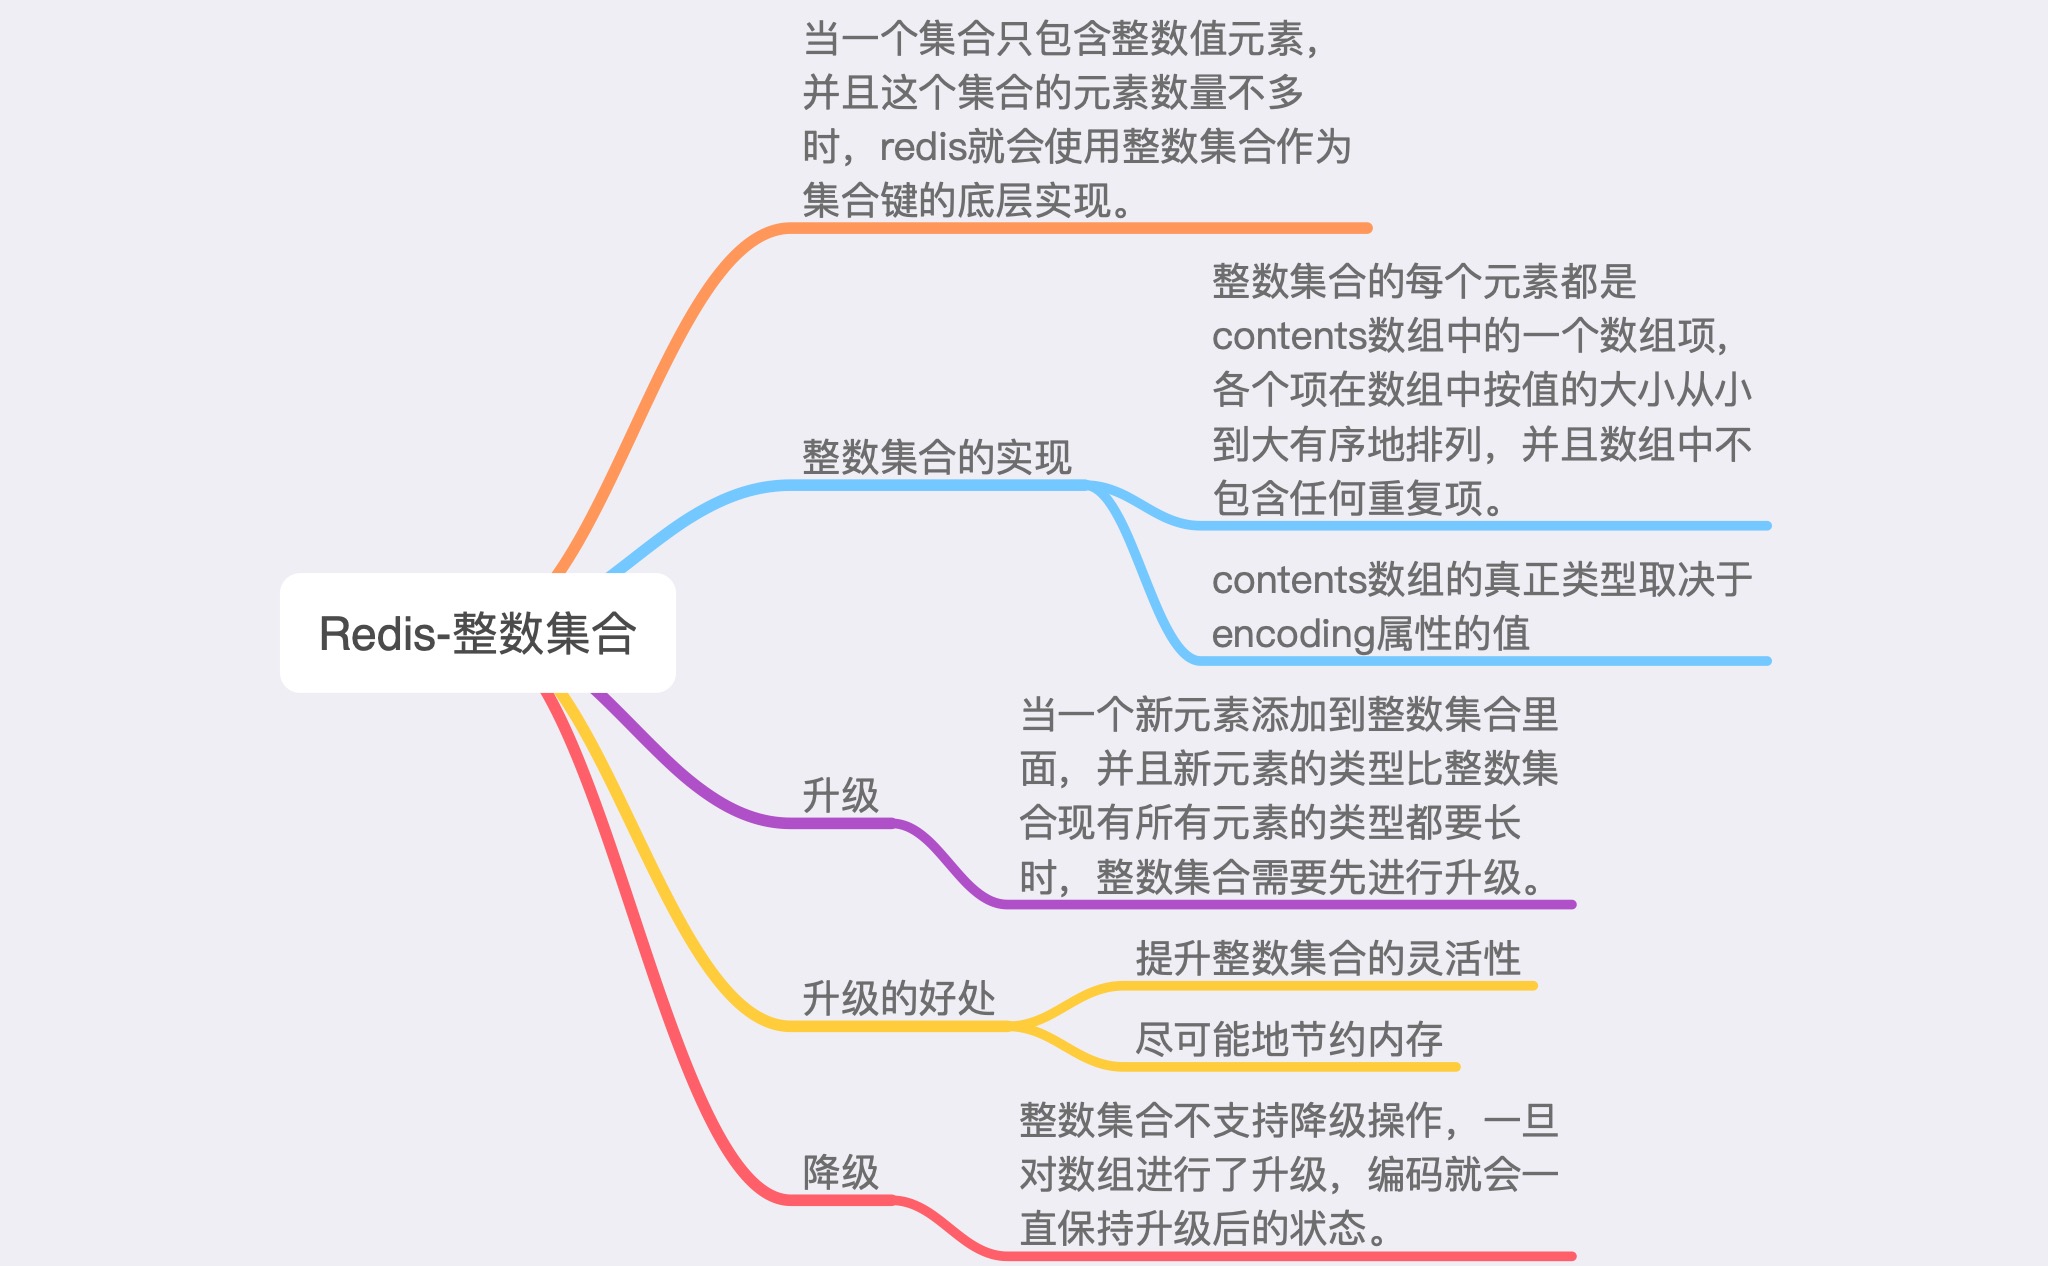 当一个集合只包含整数值元素，
并且这个集合的元素数量不多
时，redis就会使用整数集合作为
集合键的底层实现。
整数集合的每个元素都是
contents数组中的一个数组项，
各个项在数组中按值的大小从小
到大有序地排列，并且数组中不
包含任何重复项。
整数集合的实现
contents数组的真正类型取决于
encoding属性的值
Redis-整数集合
当一个新元素添加到整数集合里
面，并且新元素的类型比整数集
合现有所有元素的类型都要长
时，整数集合需要先进行升级。
升级
提升整数集合的灵活性
升级的好处
尽可能地节约内存
整数集合不支持降级操作，一旦
对数组进行了升级，编码就会一
直保持升级后的状态。
降级